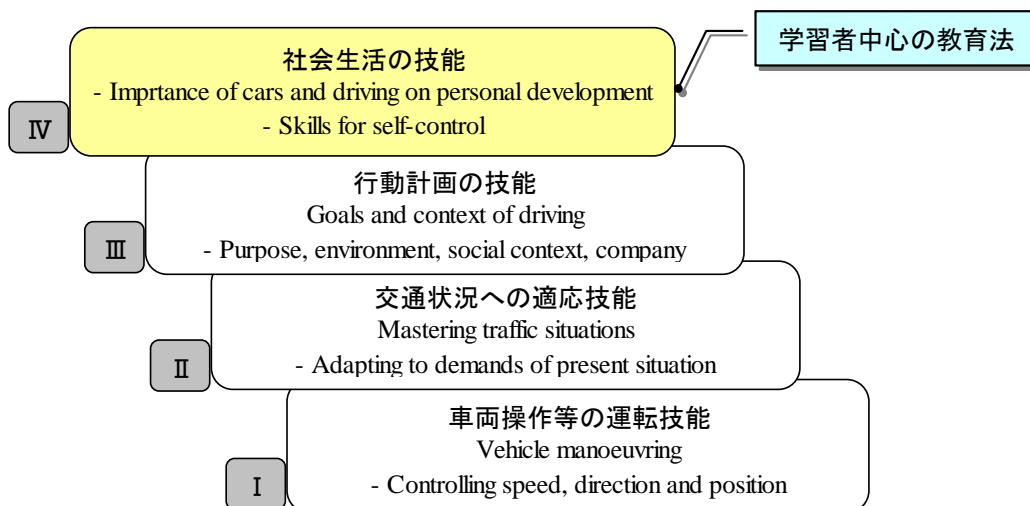 学習者中心の教育法
社会生活の技能
- Imprtance of cars and driving on personal development
- Skills for self-control
Ⅳ
行動計画の技能
Goals and context of driving
- Purpose, environment, social context, company
Ⅲ
交通状況への適応技能
Mastering traffic situations
- Adapting to demands of present situation
Ⅱ
車両操作等の運転技能
Vehicle manoeuvring
- Controlling speed, direction and position
Ⅰ